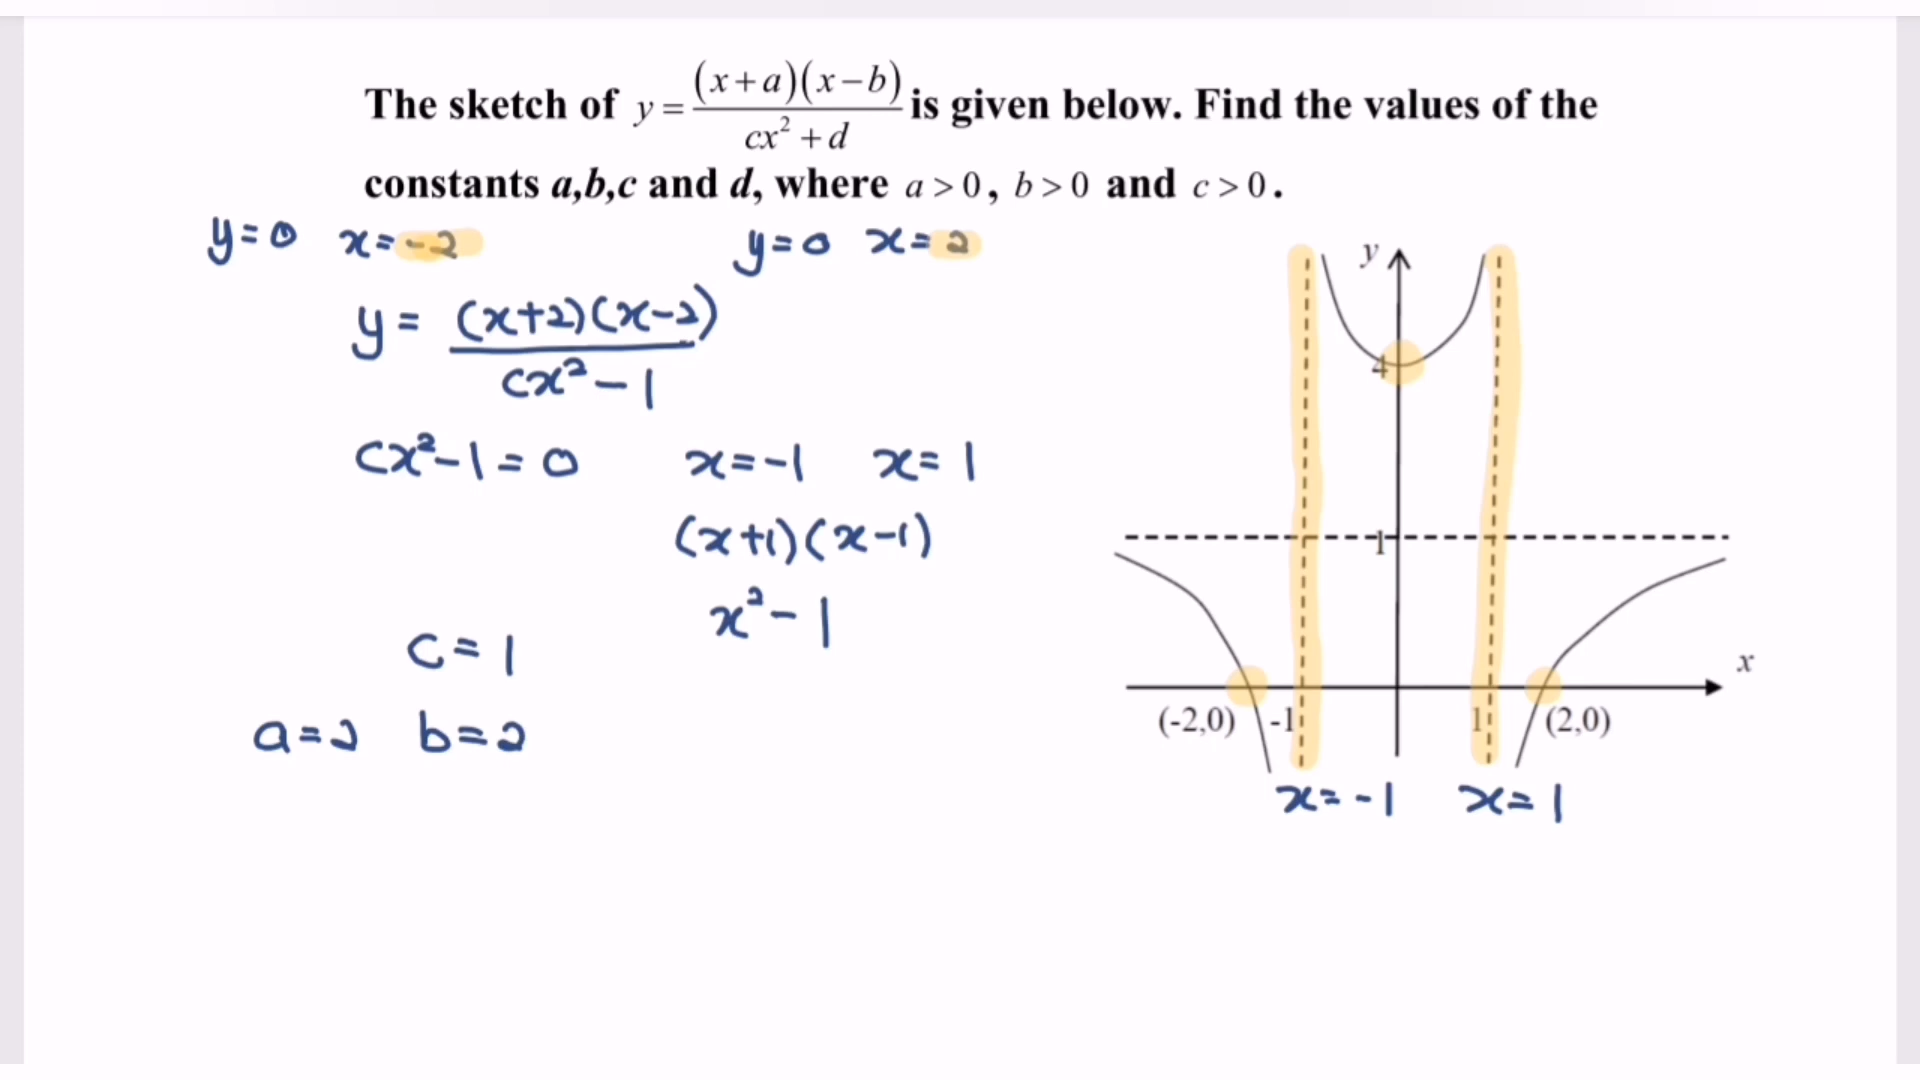 The sketch of y = (x+a)(x−b) / cx² + d is given below. Find the values of the
constants a,b,c and d, where a > 0, b > 0 and c > 0.
y = 0 x = -2 y = 0 x = 2
y = (x+2)(x-2) / cx² - 1
cx² - 1 = 0 x = -1 x = 1
(x+1)(x-1)
x² - 1
c = 1
a = 2 b = 2
y
4
1
x
(-2,0) -1 1 (2,0)
x = -1 x = 1